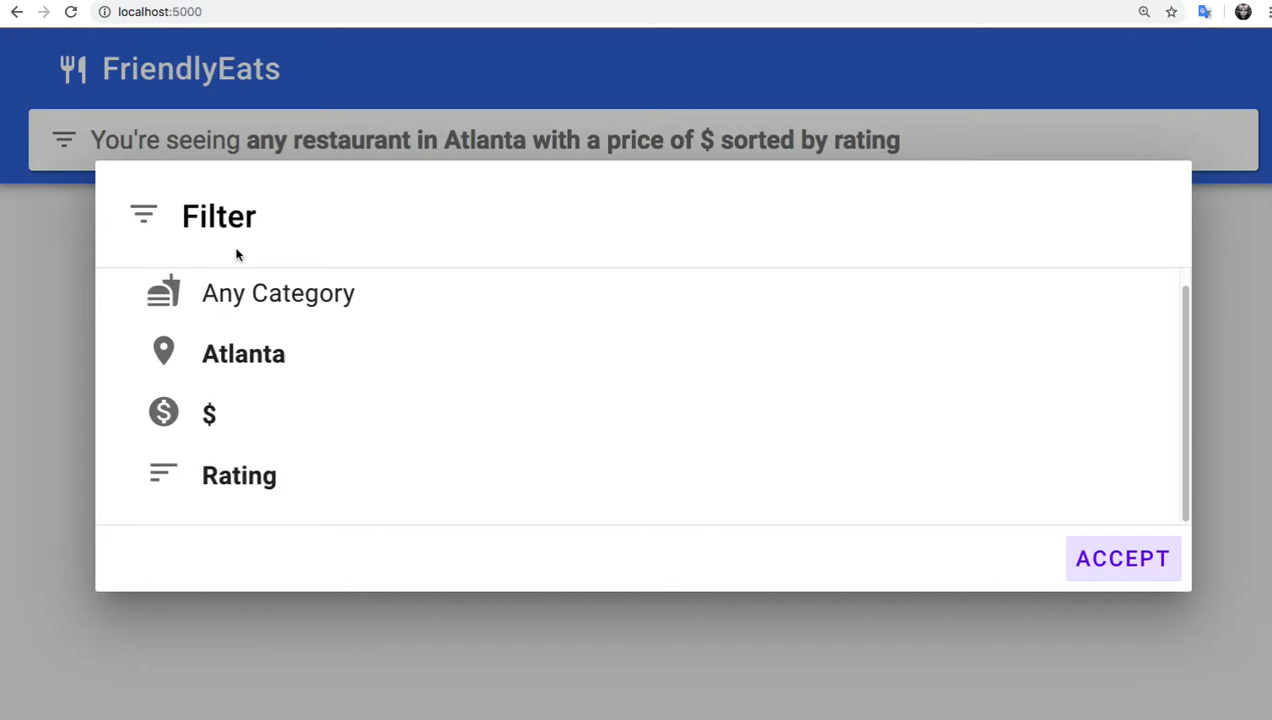 localhost:5000
FriendlyEats
You're seeing any restaurant in Atlanta with a price of $ sorted by rating
Filter
Any Category
Atlanta
$
Rating
ACCEPT